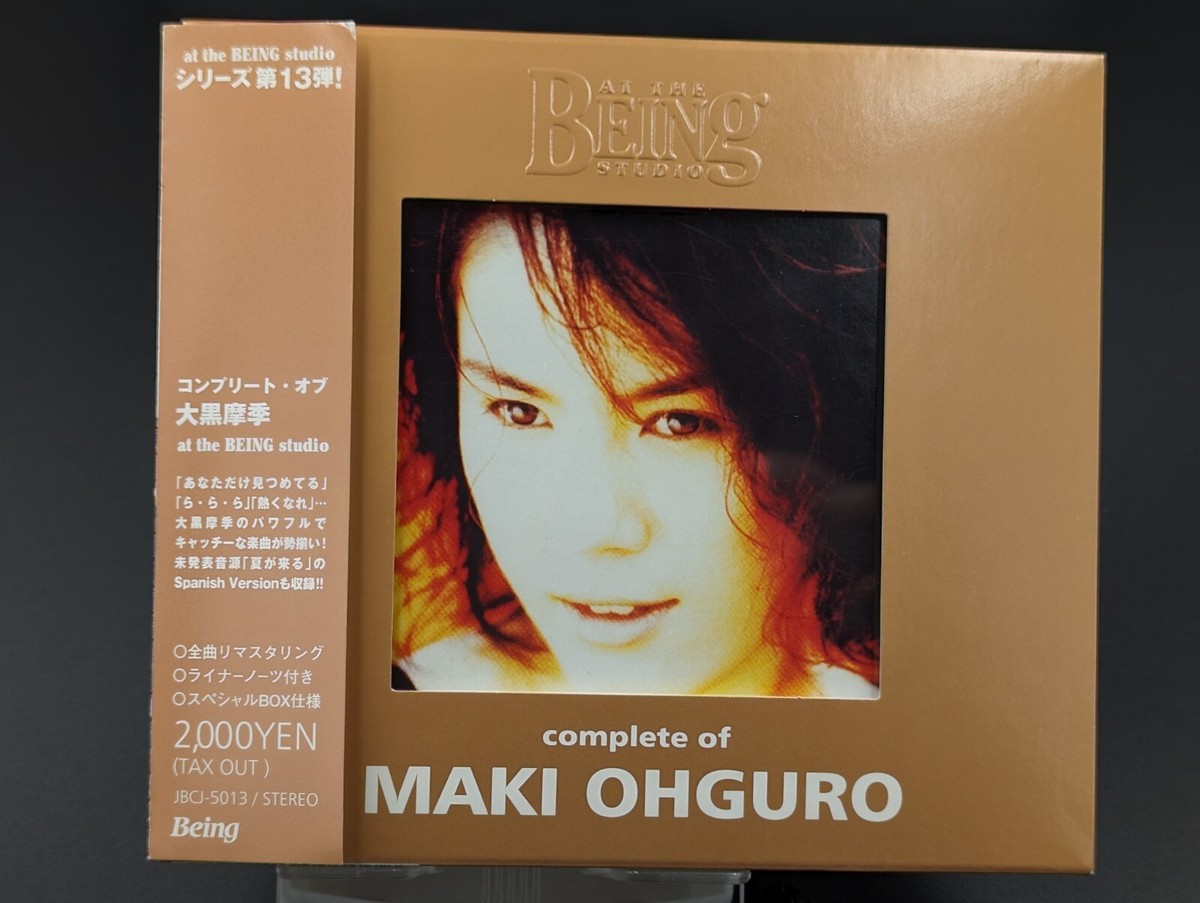 at the BEING studio
シリーズ第13弾!
コンプリート・オブ
大黒摩季
at the BEING studio
「あなただけ見つめてる」
「ら・ら・ら」「熱くなれ」…
大黒摩季のパワフルで
キャッチーな楽曲が勢揃い!
未発表音源「夏が来る」の
Spanish Versionも収録!!
○全曲リマスタリング
○ライナーノーツ付き
○スペシャルBOX仕様
2,000YEN
(TAX OUT )
JBCJ-5013 / STEREO
Being
AT THE
BEING
STUDIO
complete of
MAKI OHGURO